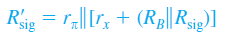 R′sig = rπ||[rx + (RB||Rsig)]